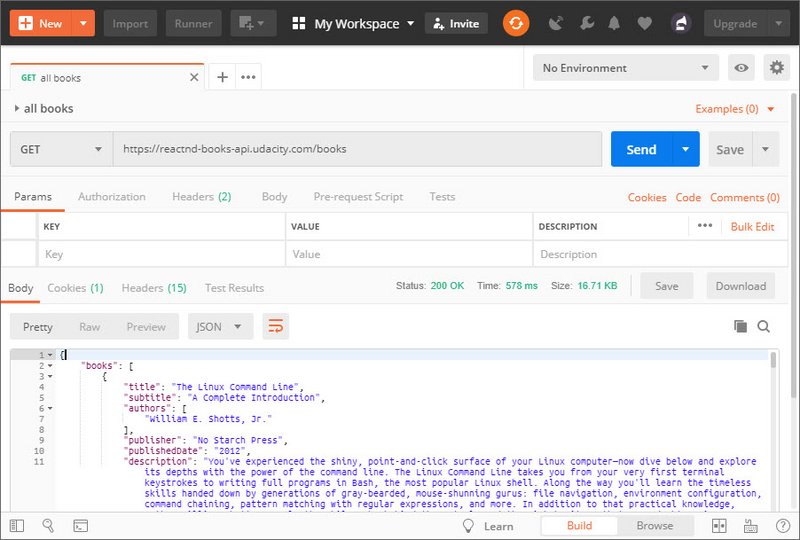 New Import Runner My Workspace Invite Upgrade
GET all books No Environment
all books Examples (0)
GET https://reactnd-books-api.udacity.com/books Send Save
Params Authorization Headers (2) Body Pre-request Script Tests Cookies Code Comments (0)
KEY VALUE DESCRIPTION Bulk Edit
Key Value Description
Body Cookies (1) Headers (15) Test Results Status: 200 OK Time: 578 ms Size: 16.71 KB Save Download
Pretty Raw Preview JSON
1 {
2 "books": [
3 {
4 "title": "The Linux Command Line",
5 "subtitle": "A Complete Introduction",
6 "authors": [
7 "William E. Shotts, Jr."
8 ],
9 "publisher": "No Starch Press",
10 "publishedDate": "2012",
11 "description": "You've experienced the shiny, point-and-click surface of your Linux computer—now dive below and explore
its depths with the power of the command line. The Linux Command Line takes you from your very first terminal
keystrokes to writing full programs in Bash, the most popular Linux shell. Along the way you'll learn the timeless
skills handed down by generations of gray-bearded, mouse-shunning gurus: file navigation, environment configuration,
command chaining, pattern matching with regular expressions, and more. In addition to that practical knowledge,
Learn Build Browse